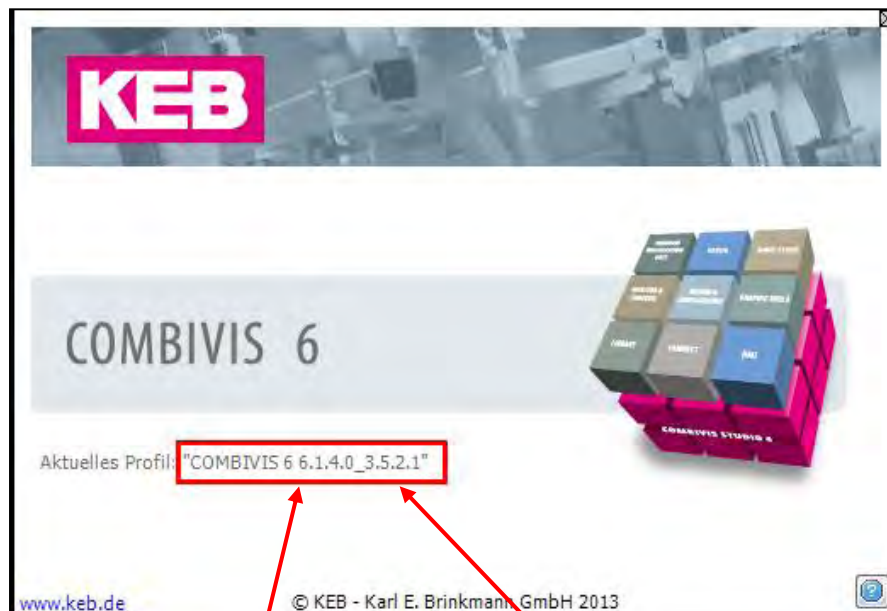 KEB
COMBIVIS 6
COMBIVIS STUDIO 6
Aktuelles Profil: "COMBIVIS 6 6.1.4.0_3.5.2.1"
www.keb.de
© KEB - Karl E. Brinkmann GmbH 2013